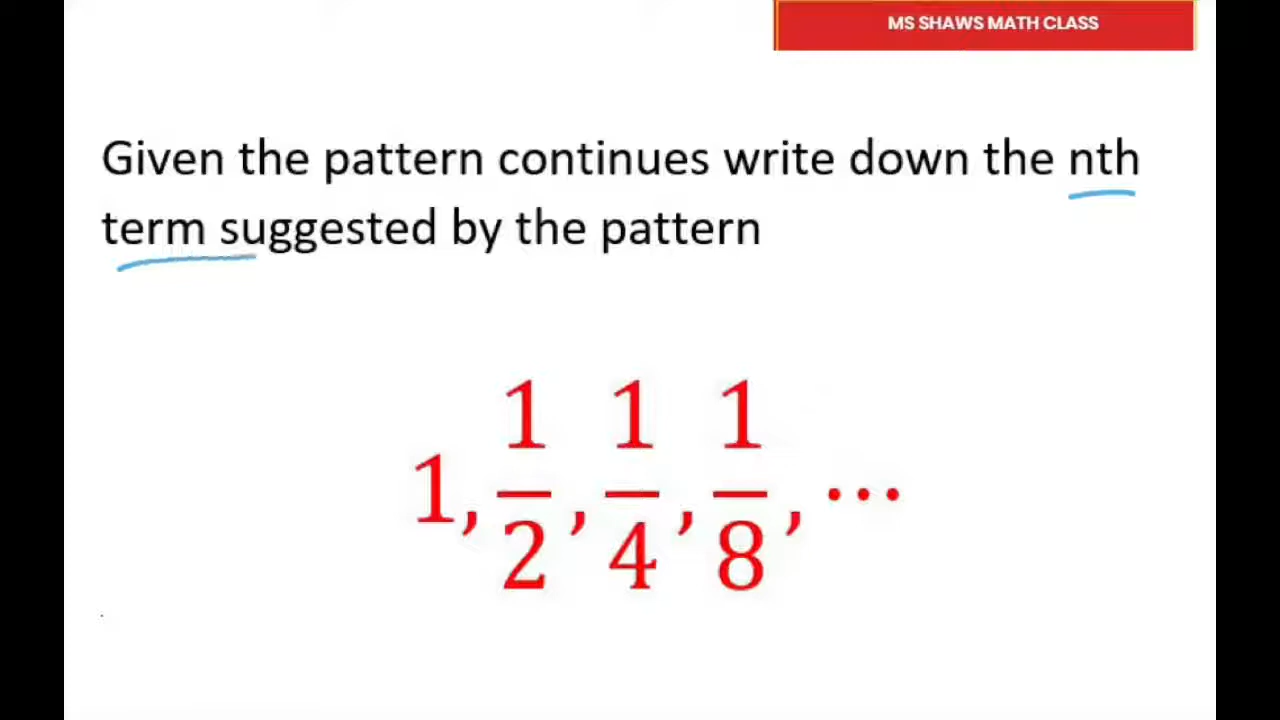 MS SHAWS MATH CLASS
Given the pattern continues write down the nth
term suggested by the pattern
1, 1/2, 1/4, 1/8, ⋯